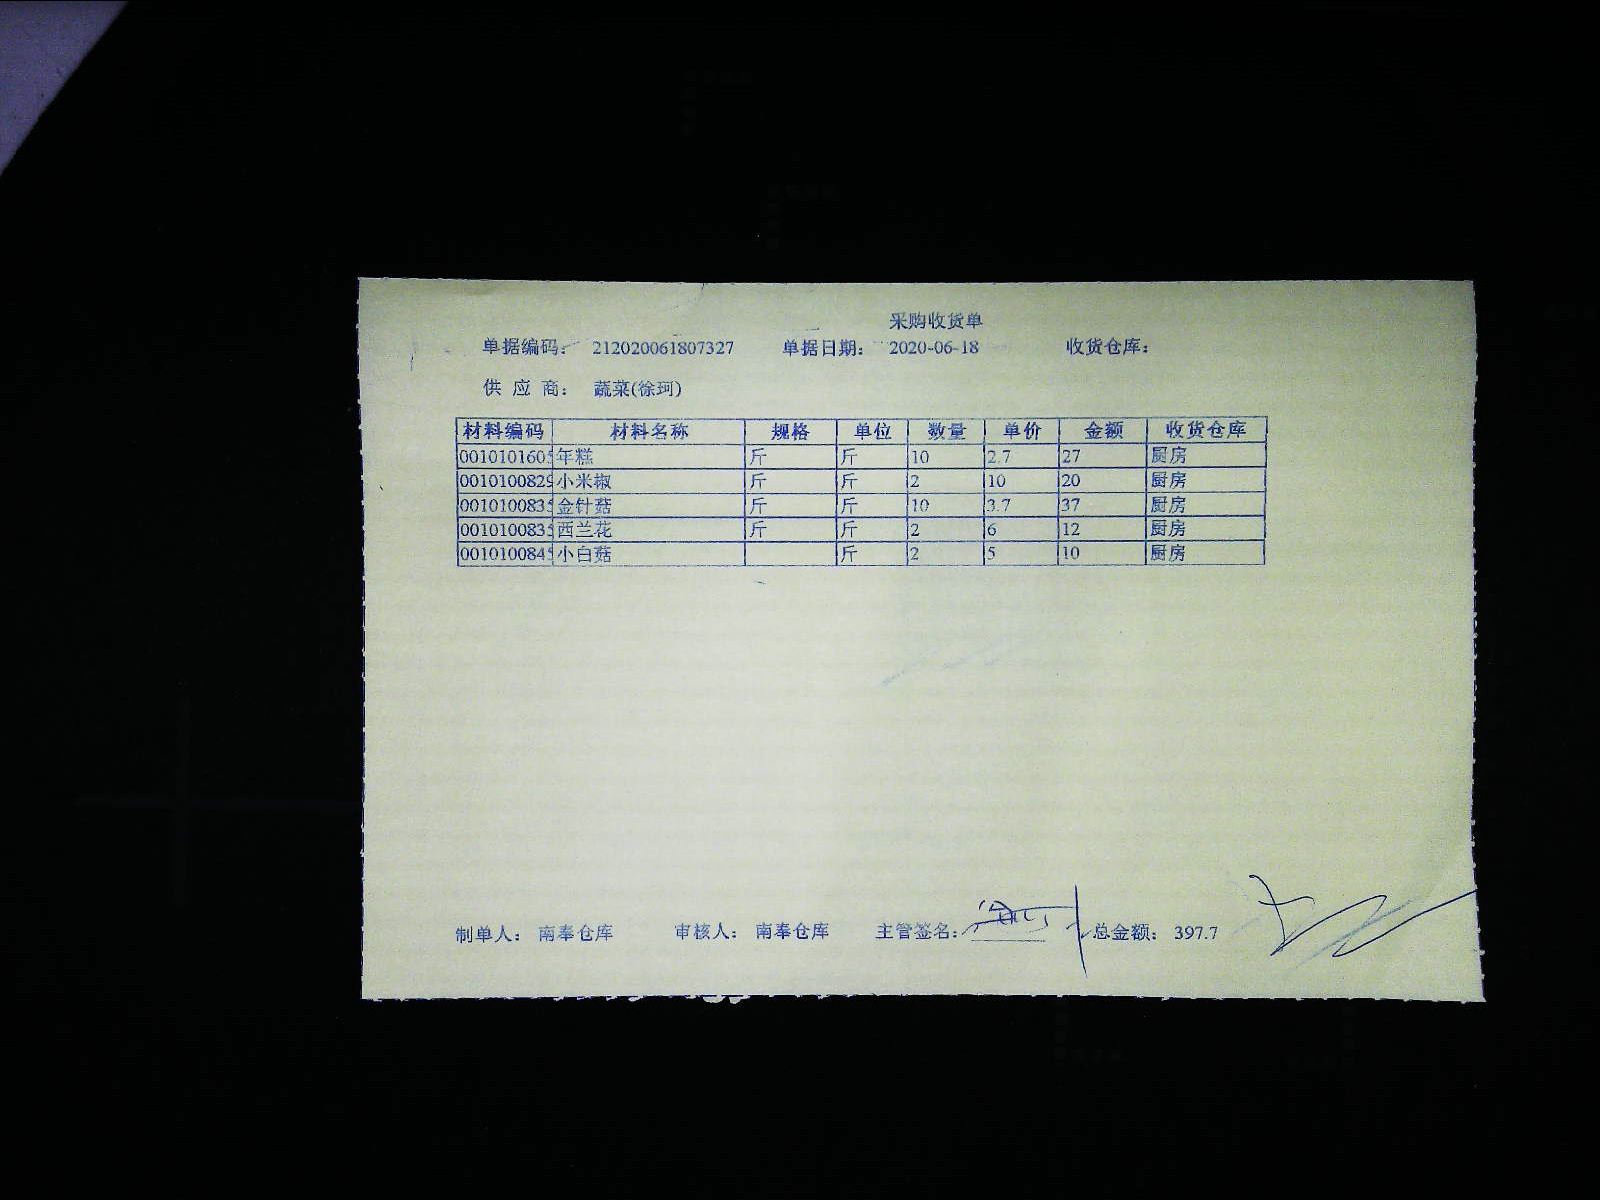 采购收货单
单据编码： 212020061807327 单据日期： 2020-06-18 收货仓库：
供 应 商： 蔬菜(徐珂)
材料编码 材料名称 规格 单位 数量 单价 金额 收货仓库
001010160 年糕 斤 斤 10 2.7 27 厨房
001010082 小米椒 斤 斤 2 10 20 厨房
001010083 金针菇 斤 斤 10 3.7 37 厨房
001010083 西兰花 斤 斤 2 6 12 厨房
001010084 小白菇 斤 2 5 10 厨房
制单人： 南奉仓库 审核人： 南奉仓库 主管签名： 总金额： 397.7